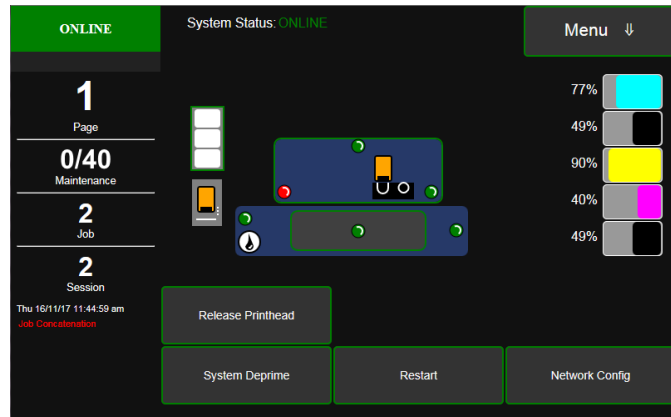 ONLINE
System Status: ONLINE
Menu ⇓
1
Page
0/40
Maintenance
2
Job
2
Session
Thu 16/11/17 11:44:59 am
Job Concatenation
77%
49%
90%
40%
49%
Release Printhead
System Deprime
Restart
Network Config